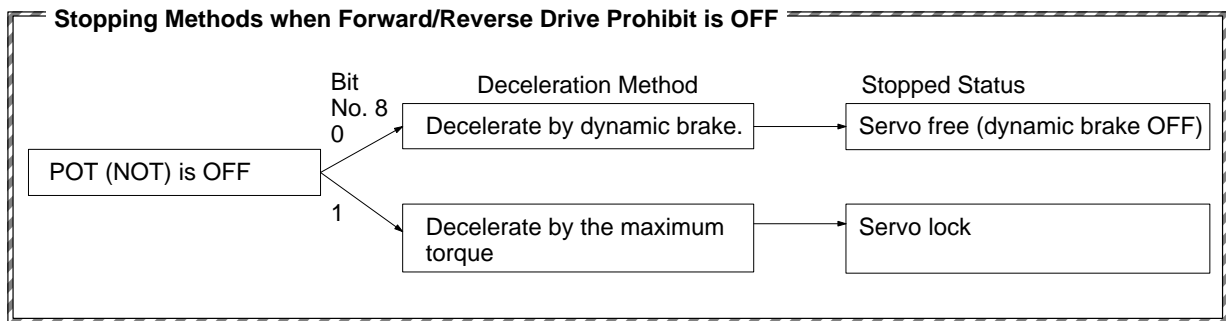 Stopping Methods when Forward/Reverse Drive Prohibit is OFF
Bit
No. 8
0
Deceleration Method
Stopped Status
Decelerate by dynamic brake.
Servo free (dynamic brake OFF)
POT (NOT) is OFF
1
Decelerate by the maximum
torque
Servo lock